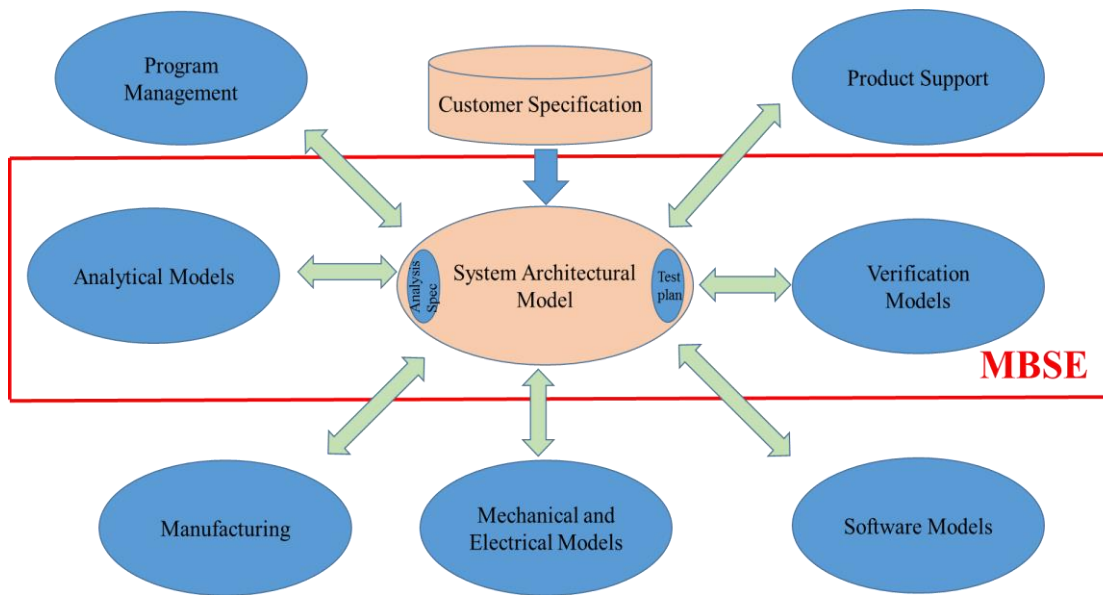 Program
Management
Customer Specification
Product Support
Analytical Models
Analysis
Spec
System Architectural
Model
Test
plan
Verification
Models
MBSE
Manufacturing
Mechanical and
Electrical Models
Software Models